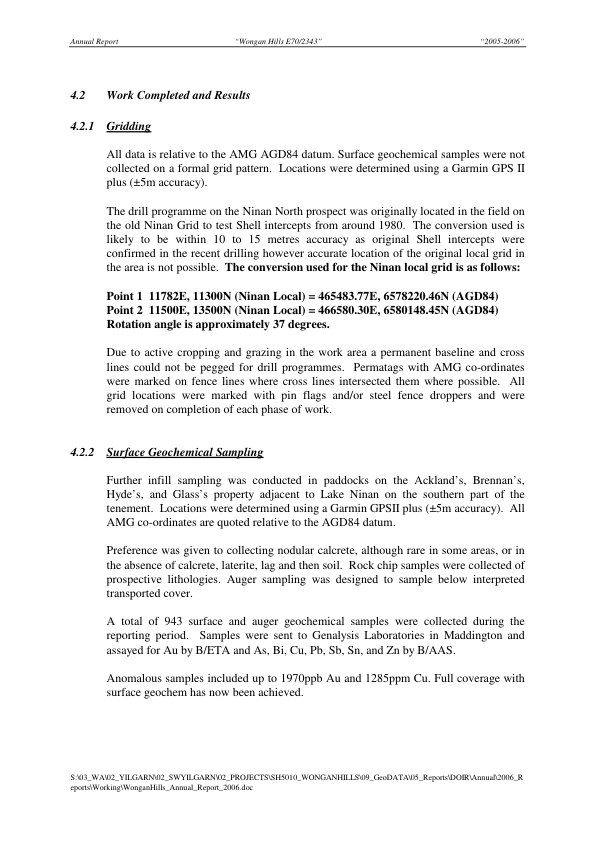 Annual Report "Wongan Hills E70/2343" "2005-2006"
4.2 Work Completed and Results
4.2.1 Gridding
All data is relative to the AMG AGD84 datum. Surface geochemical samples were not
collected on a formal grid pattern. Locations were determined using a Garmin GPS II
plus (±5m accuracy).
The drill programme on the Ninan North prospect was originally located in the field on
the old Ninan Grid to test Shell intercepts from around 1980. The conversion used is
likely to be within 10 to 15 metres accuracy as original Shell intercepts were
confirmed in the recent drilling however accurate location of the original local grid in
the area is not possible. The conversion used for the Ninan local grid is as follows:
Point 1 11782E, 11300N (Ninan Local) = 465483.77E, 6578220.46N (AGD84)
Point 2 11500E, 13500N (Ninan Local) = 466580.30E, 6580148.45N (AGD84)
Rotation angle is approximately 37 degrees.
Due to active cropping and grazing in the work area a permanent baseline and cross
lines could not be pegged for drill programmes. Permatags with AMG co-ordinates
were marked on fence lines where cross lines intersected them where possible. All
grid locations were marked with pin flags and/or steel fence droppers and were
removed on completion of each phase of work.
4.2.2 Surface Geochemical Sampling
Further infill sampling was conducted in paddocks on the Ackland's, Brennan's,
Hyde's, and Glass's property adjacent to Lake Ninan on the southern part of the
tenement. Locations were determined using a Garmin GPSII plus (±5m accuracy). All
AMG co-ordinates are quoted relative to the AGD84 datum.
Preference was given to collecting nodular calcrete, although rare in some areas, or in
the absence of calcrete, laterite, lag and then soil. Rock chip samples were collected of
prospective lithologies. Auger sampling was designed to sample below interpreted
transported cover.
A total of 943 surface and auger geochemical samples were collected during the
reporting period. Samples were sent to Genalysis Laboratories in Maddington and
assayed for Au by B/ETA and As, Bi, Cu, Pb, Sb, Sn, and Zn by B/AAS.
Anomalous samples included up to 1970ppb Au and 1285ppm Cu. Full coverage with
surface geochem has now been achieved.
S:\03_WA\02_YILGARN\02_SWYILGARN\02_PROJECTS\SH5010_WONGANHILLS\09_GeoDATA\05_Reports\DOIR\Annual\2006_R
eports\Working\WonganHills_Annual_Report_2006.doc